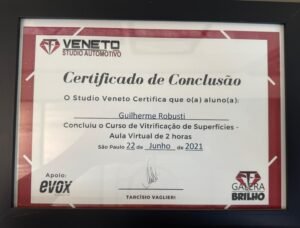 VENETO
STUDIO AUTOMOTIVO
Certificado de Conclusão
O Studio Veneto Certifica que o(a) aluno(a):
Guilherme Robusti
Concluiu o Curso de Vitrificação de Superfícies -
Aula Virtual de 2 horas
São Paulo 22 de Junho de 2021
Apoio:
evox
TARCÍSIO VAGLIERI
GALERA
BRILHO